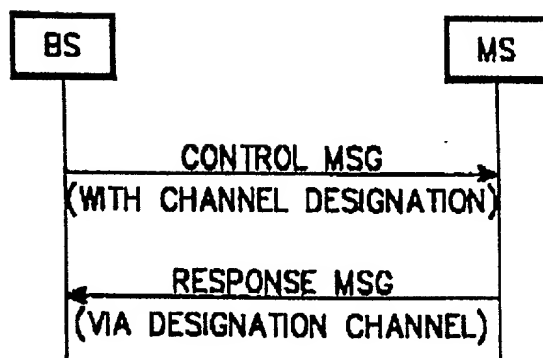 BS
MS
CONTROL MSG
(WITH CHANNEL DESIGNATION)
RESPONSE MSG
(VIA DESIGNATION CHANNEL)